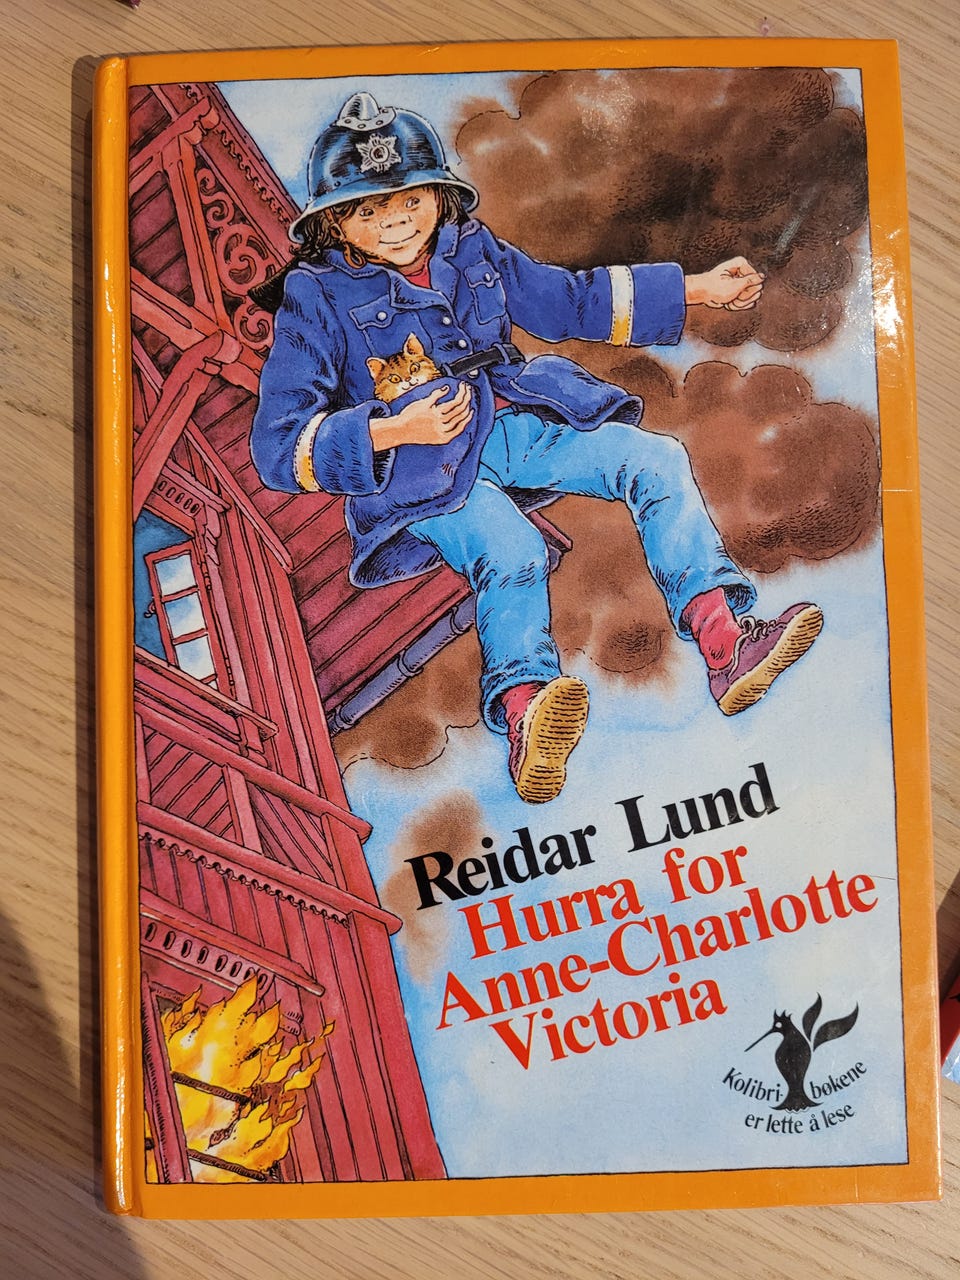 Reidar Lund
Hurra for
Anne-Charlotte
Victoria
Kolibri-bøkene
er lette å lese